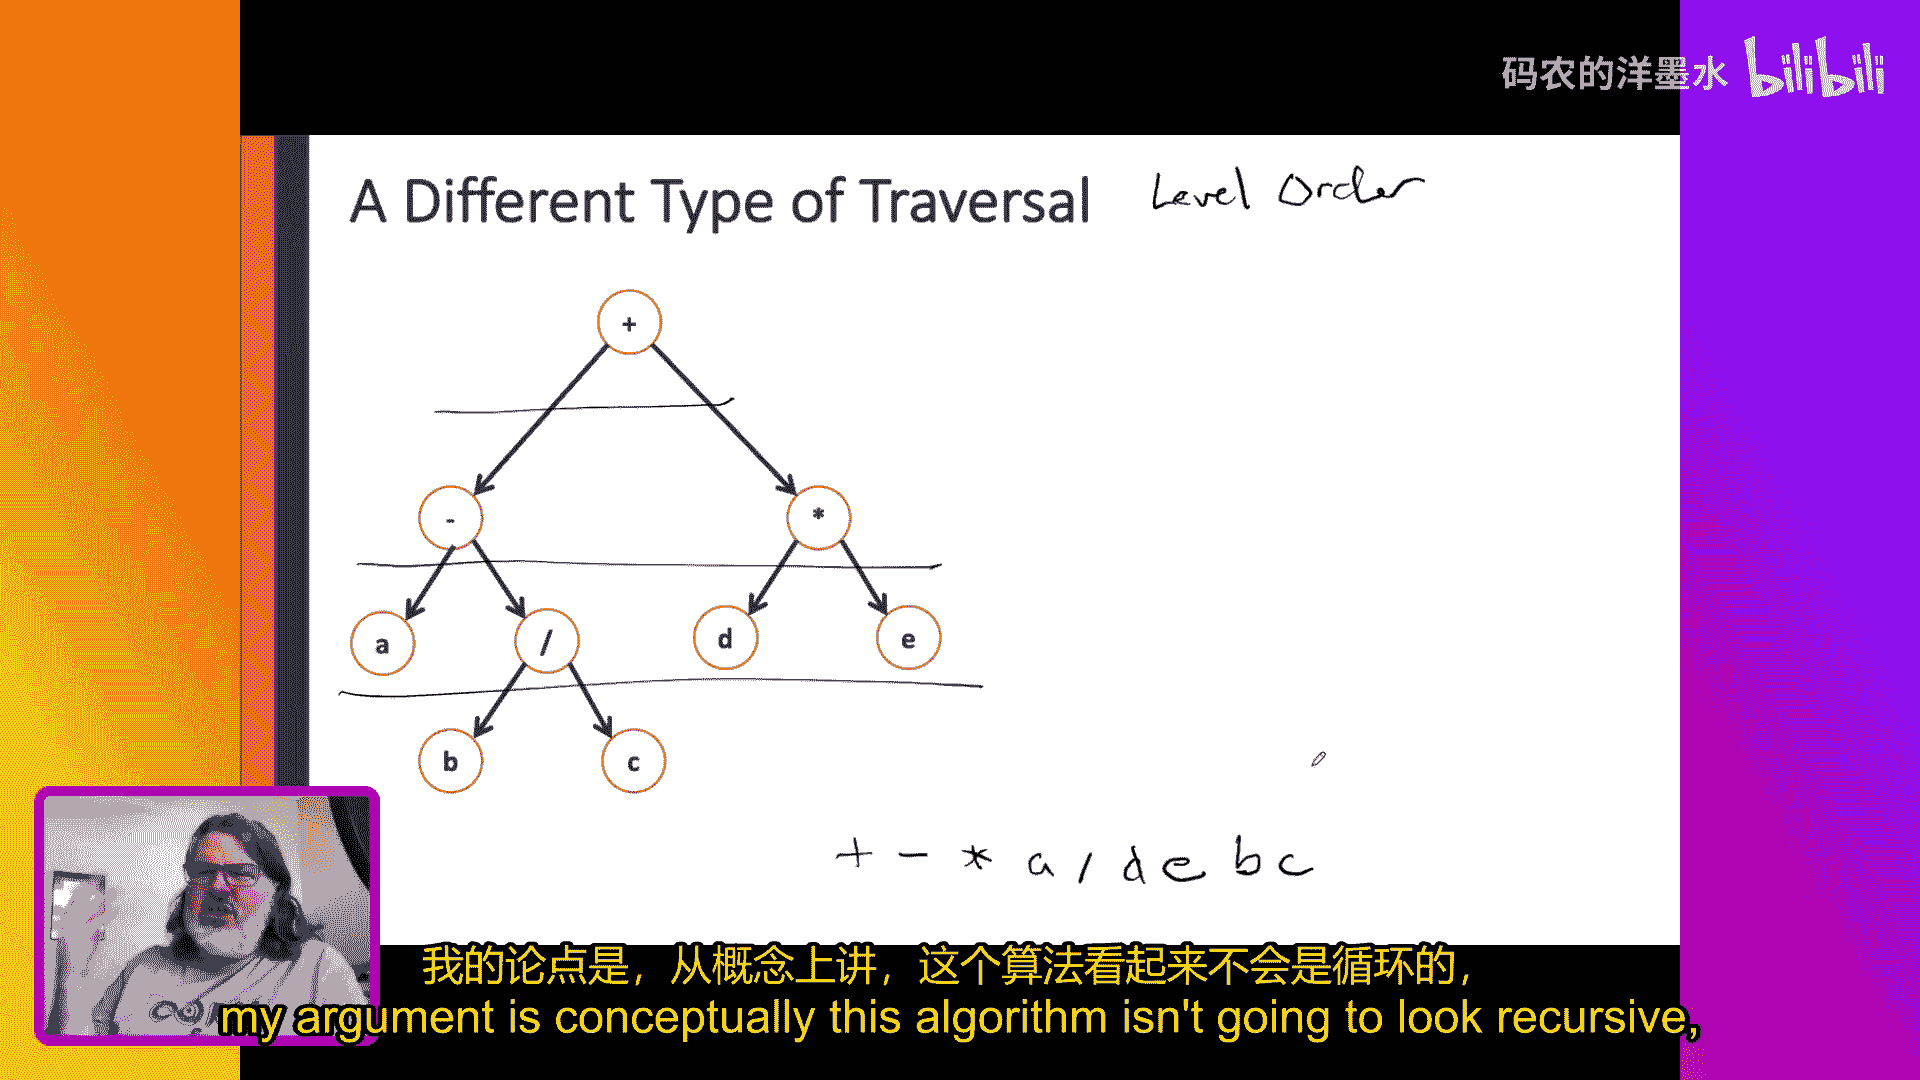 码农的洋墨水 bilibili
A Different Type of Traversal Level Order
+
- *
a / d e
b c
+ - * a / d e b c
我的论点是，从概念上讲，这个算法看起来不会是循环的，
my argument is conceptually this algorithm isn't going to look recursive,